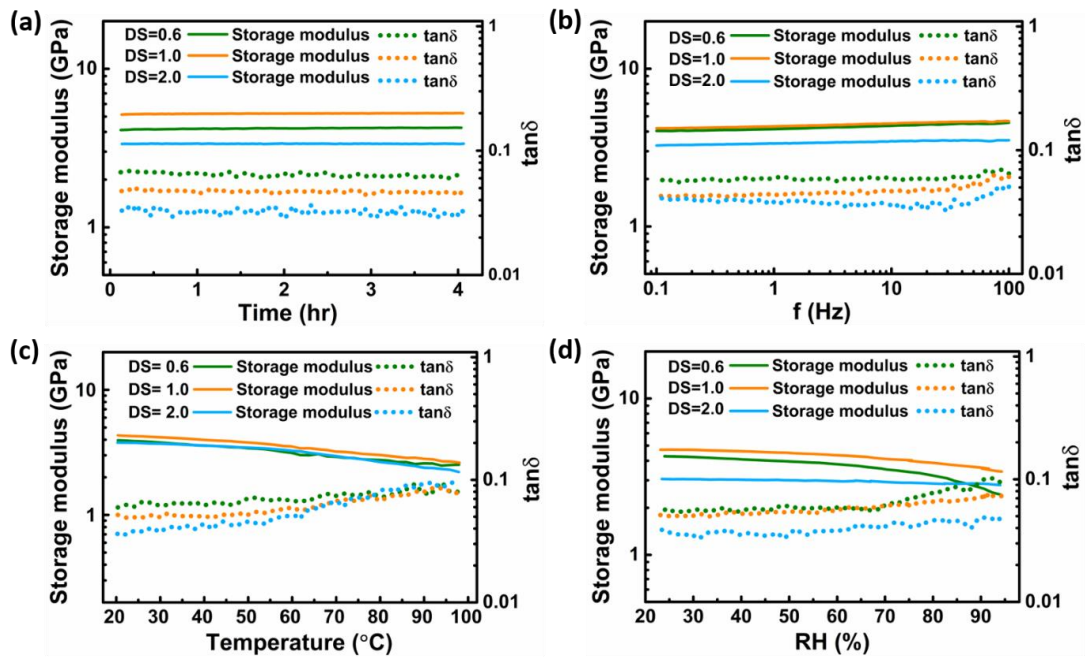 (a)
DS=0.6 Storage modulus tanδ
DS=1.0 Storage modulus tanδ
DS=2.0 Storage modulus tanδ
Storage modulus (GPa)
10
1
1
0.1
0.01
tanδ
0 1 2 3 4
Time (hr)
(b)
DS=0.6 Storage modulus tanδ
DS=1.0 Storage modulus tanδ
DS=2.0 Storage modulus tanδ
Storage modulus (GPa)
10
1
1
0.1
0.01
tanδ
0.1 1 10 100
f (Hz)
(c)
DS= 0.6 Storage modulus tanδ
DS= 1.0 Storage modulus tanδ
DS= 2.0 Storage modulus tanδ
Storage modulus (GPa)
10
1
1
0.1
0.01
tanδ
20 30 40 50 60 70 80 90 100
Temperature (°C)
(d)
DS=0.6 Storage modulus tanδ
DS=1.0 Storage modulus tanδ
DS=2.0 Storage modulus tanδ
Storage modulus (GPa)
10
1
1
0.1
0.01
tanδ
20 30 40 50 60 70 80 90
RH (%)